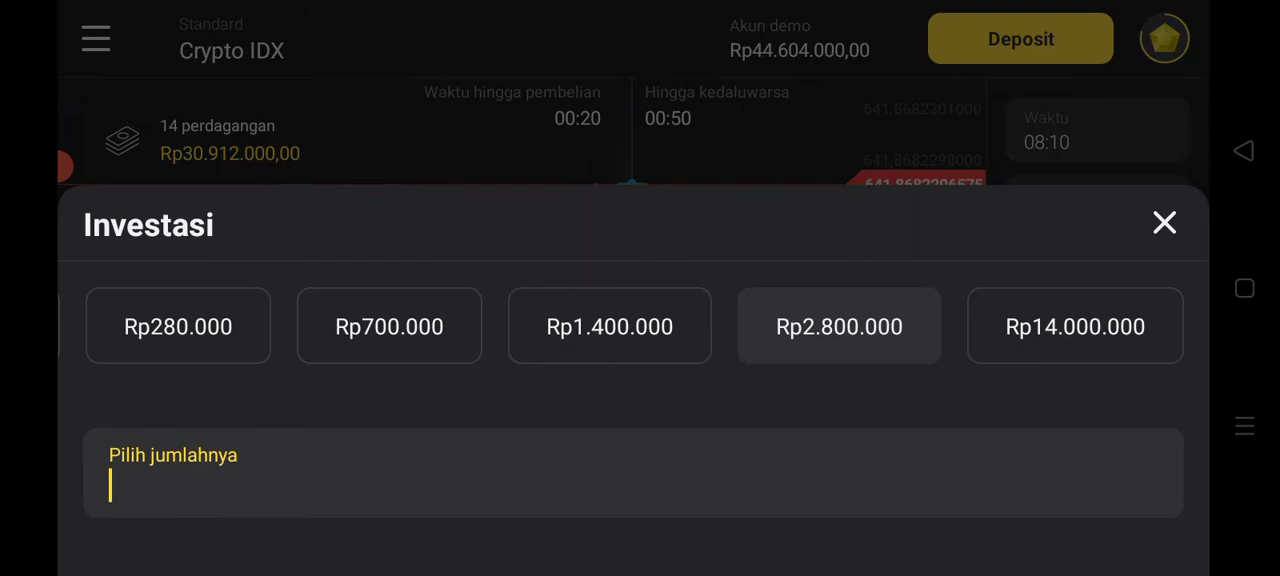 Standard
Crypto IDX
Akun demo
Rp44.604.000,00
Deposit
14 perdagangan
Rp30.912.000,00
Waktu hingga pembelian
00:20
Hingga kedaluwarsa
00:50
641.8682301000
641.8682298000
641.8682296575
Waktu
08:10
Investasi
Rp280.000
Rp700.000
Rp1.400.000
Rp2.800.000
Rp14.000.000
Pilih jumlahnya